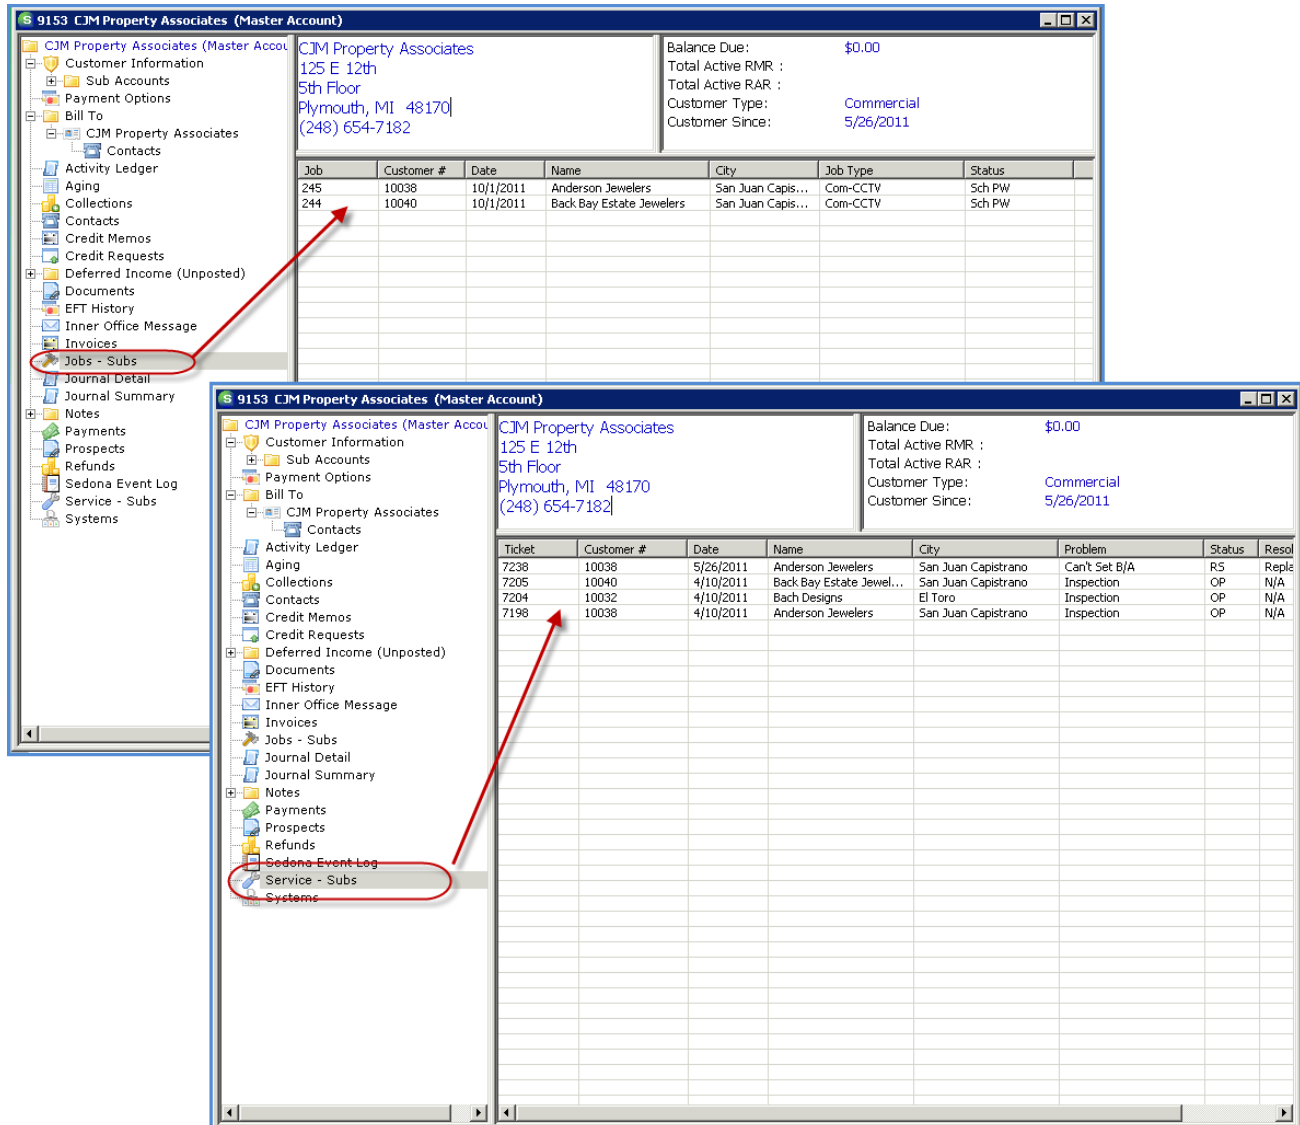 9153 CJM Property Associates (Master Account)
CJM Property Associates (Master Accou
Customer Information
Sub Accounts
Payment Options
Bill To
CJM Property Associates
Contacts
Activity Ledger
Aging
Collections
Contacts
Credit Memos
Credit Requests
Deferred Income (Unposted)
Documents
EFT History
Inner Office Message
Invoices
Jobs - Subs
Journal Detail
Journal Summary
Notes
Payments
Prospects
Refunds
Sedona Event Log
Service - Subs
Systems
CJM Property Associates
125 E 12th
5th Floor
Plymouth, MI 48170
(248) 654-7182
Balance Due: $0.00
Total Active RMR :
Total Active RAR :
Customer Type: Commercial
Customer Since: 5/26/2011
Job Customer # Date Name City Job Type Status
245 10038 10/1/2011 Anderson Jewelers San Juan Capis... Com-CCTV Sch PW
244 10040 10/1/2011 Back Bay Estate Jewelers San Juan Capis... Com-CCTV Sch PW
9153 CJM Property Associates (Master Account)
CJM Property Associates (Master Accou
Customer Information
Sub Accounts
Payment Options
Bill To
CJM Property Associates
Contacts
Activity Ledger
Aging
Collections
Contacts
Credit Memos
Credit Requests
Deferred Income (Unposted)
Documents
EFT History
Inner Office Message
Invoices
Jobs - Subs
Journal Detail
Journal Summary
Notes
Payments
Prospects
Refunds
Sedona Event Log
Service - Subs
Systems
CJM Property Associates
125 E 12th
5th Floor
Plymouth, MI 48170
(248) 654-7182
Balance Due: $0.00
Total Active RMR :
Total Active RAR :
Customer Type: Commercial
Customer Since: 5/26/2011
Ticket Customer # Date Name City Problem Status Resol
7238 10038 5/26/2011 Anderson Jewelers San Juan Capistrano Can't Set B/A RS Repla
7205 10040 4/10/2011 Back Bay Estate Jewel... San Juan Capistrano Inspection OP N/A
7204 10032 4/10/2011 Bach Designs El Toro Inspection OP N/A
7198 10038 4/10/2011 Anderson Jewelers San Juan Capistrano Inspection OP N/A